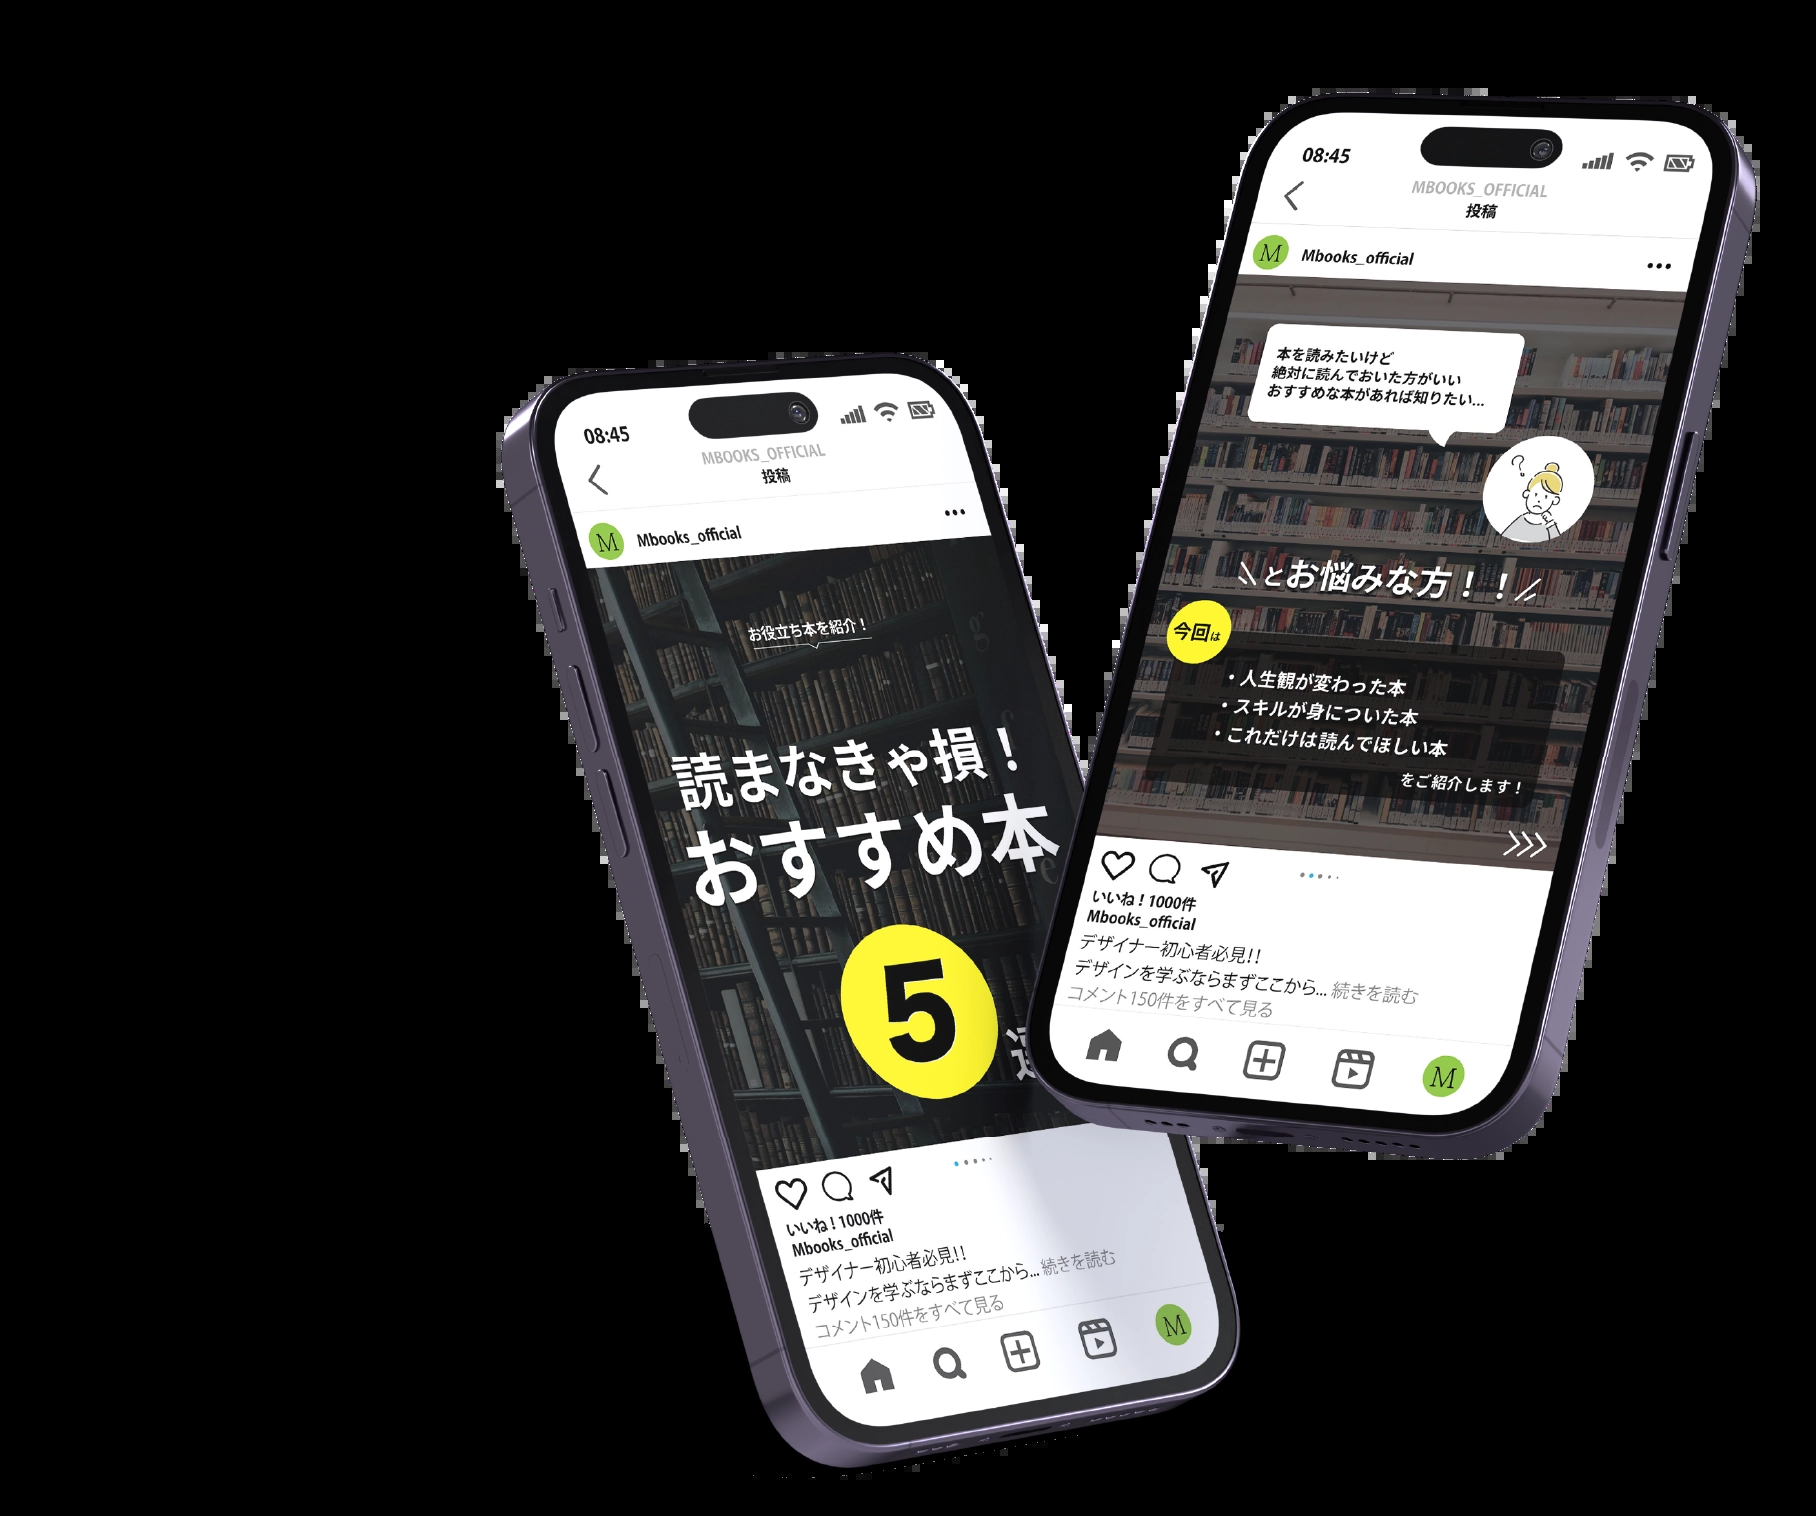 08:45
MBOOKS_OFFICIAL
投稿
M
Mbooks_official
お役立ち本を紹介！
読まなきゃ損！
おすすめ本
5
いいね！1000件
Mbooks_official
デザイナー初心者必見!!
デザインを学ぶならまずここから... 続きを読む
コメント150件をすべて見る
M
08:45
MBOOKS_OFFICIAL
投稿
M
Mbooks_official
本を読みたいけど
絶対に読んでおいた方がいい
おすすめな本があれば知りたい...
とお悩みな方！！
今回は
・人生観が変わった本
・スキルが身についた本
・これだけは読んでほしい本
をご紹介します！
いいね！1000件
Mbooks_official
デザイナー初心者必見!!
デザインを学ぶならまずここから... 続きを読む
コメント150件をすべて見る
M